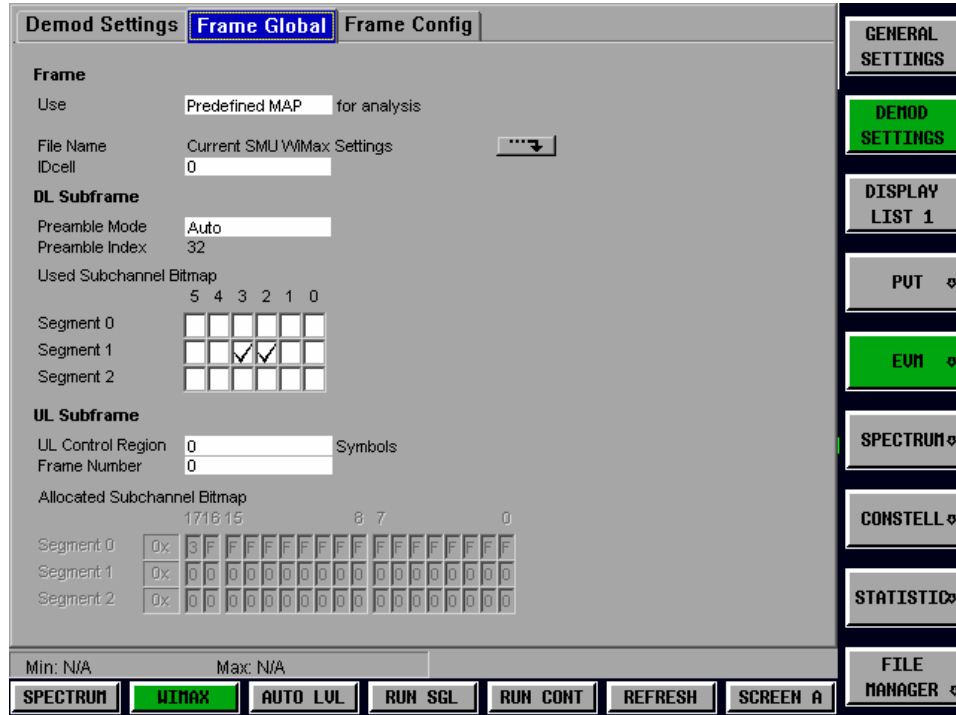 Demod Settings Frame Global Frame Config
Frame
Use Predefined MAP for analysis
File Name Current SMU WiMax Settings
IDcell 0
DL Subframe
Preamble Mode Auto
Preamble Index 32
Used Subchannel Bitmap
5 4 3 2 1 0
Segment 0
Segment 1
Segment 2
UL Subframe
UL Control Region 0 Symbols
Frame Number 0
Allocated Subchannel Bitmap
17 16 15 8 7 0
Segment 0 0x 3 F F F F F F F F F F F F F F F F F
Segment 1 0x 0 0 0 0 0 0 0 0 0 0 0 0 0 0 0 0 0 0
Segment 2 0x 0 0 0 0 0 0 0 0 0 0 0 0 0 0 0 0 0 0
Min: N/A Max: N/A
SPECTRUM WIMAX AUTO LVL RUN SGL RUN CONT REFRESH SCREEN A
GENERAL
SETTINGS
DEMOD
SETTINGS
DISPLAY
LIST 1
PVT
EVM
SPECTRUM
CONSTELL
STATISTIC
FILE
MANAGER